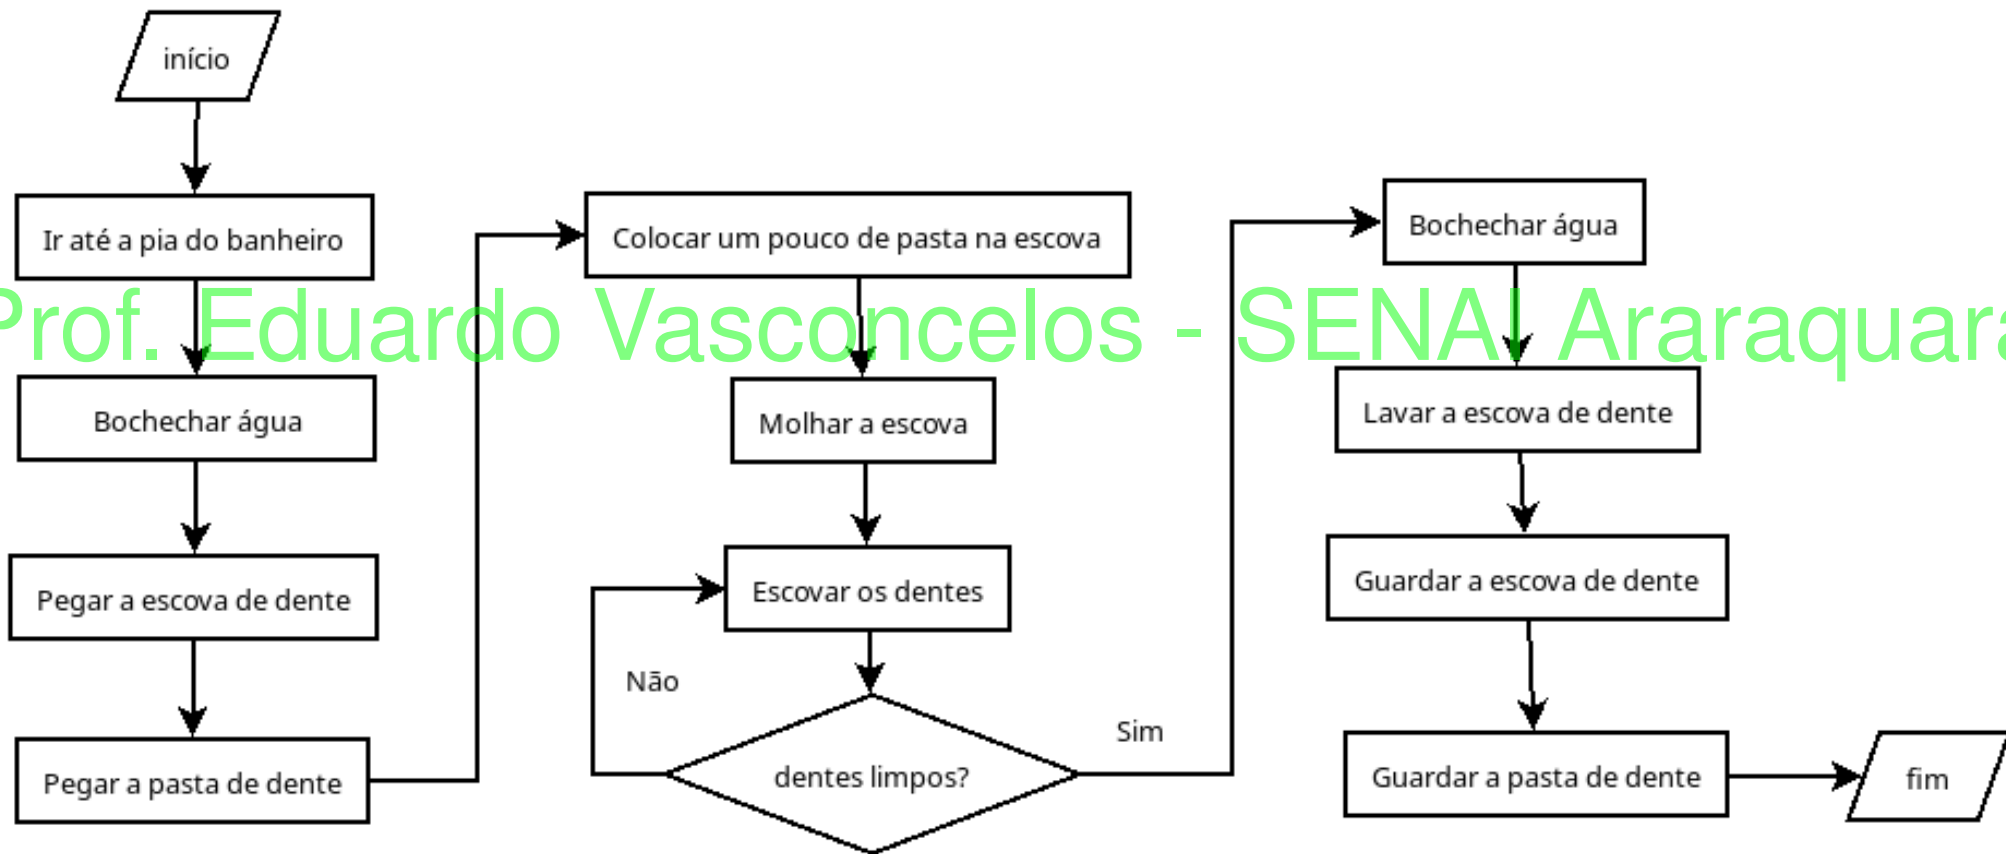 início
Ir até a pia do banheiro
Bochechar água
Pegar a escova de dente
Pegar a pasta de dente
Colocar um pouco de pasta na escova
Molhar a escova
Escovar os dentes
Não
dentes limpos?
Sim
Bochechar água
Lavar a escova de dente
Guardar a escova de dente
Guardar a pasta de dente
fim
Prof. Eduardo Vasconcelos - SENAI Araraquara